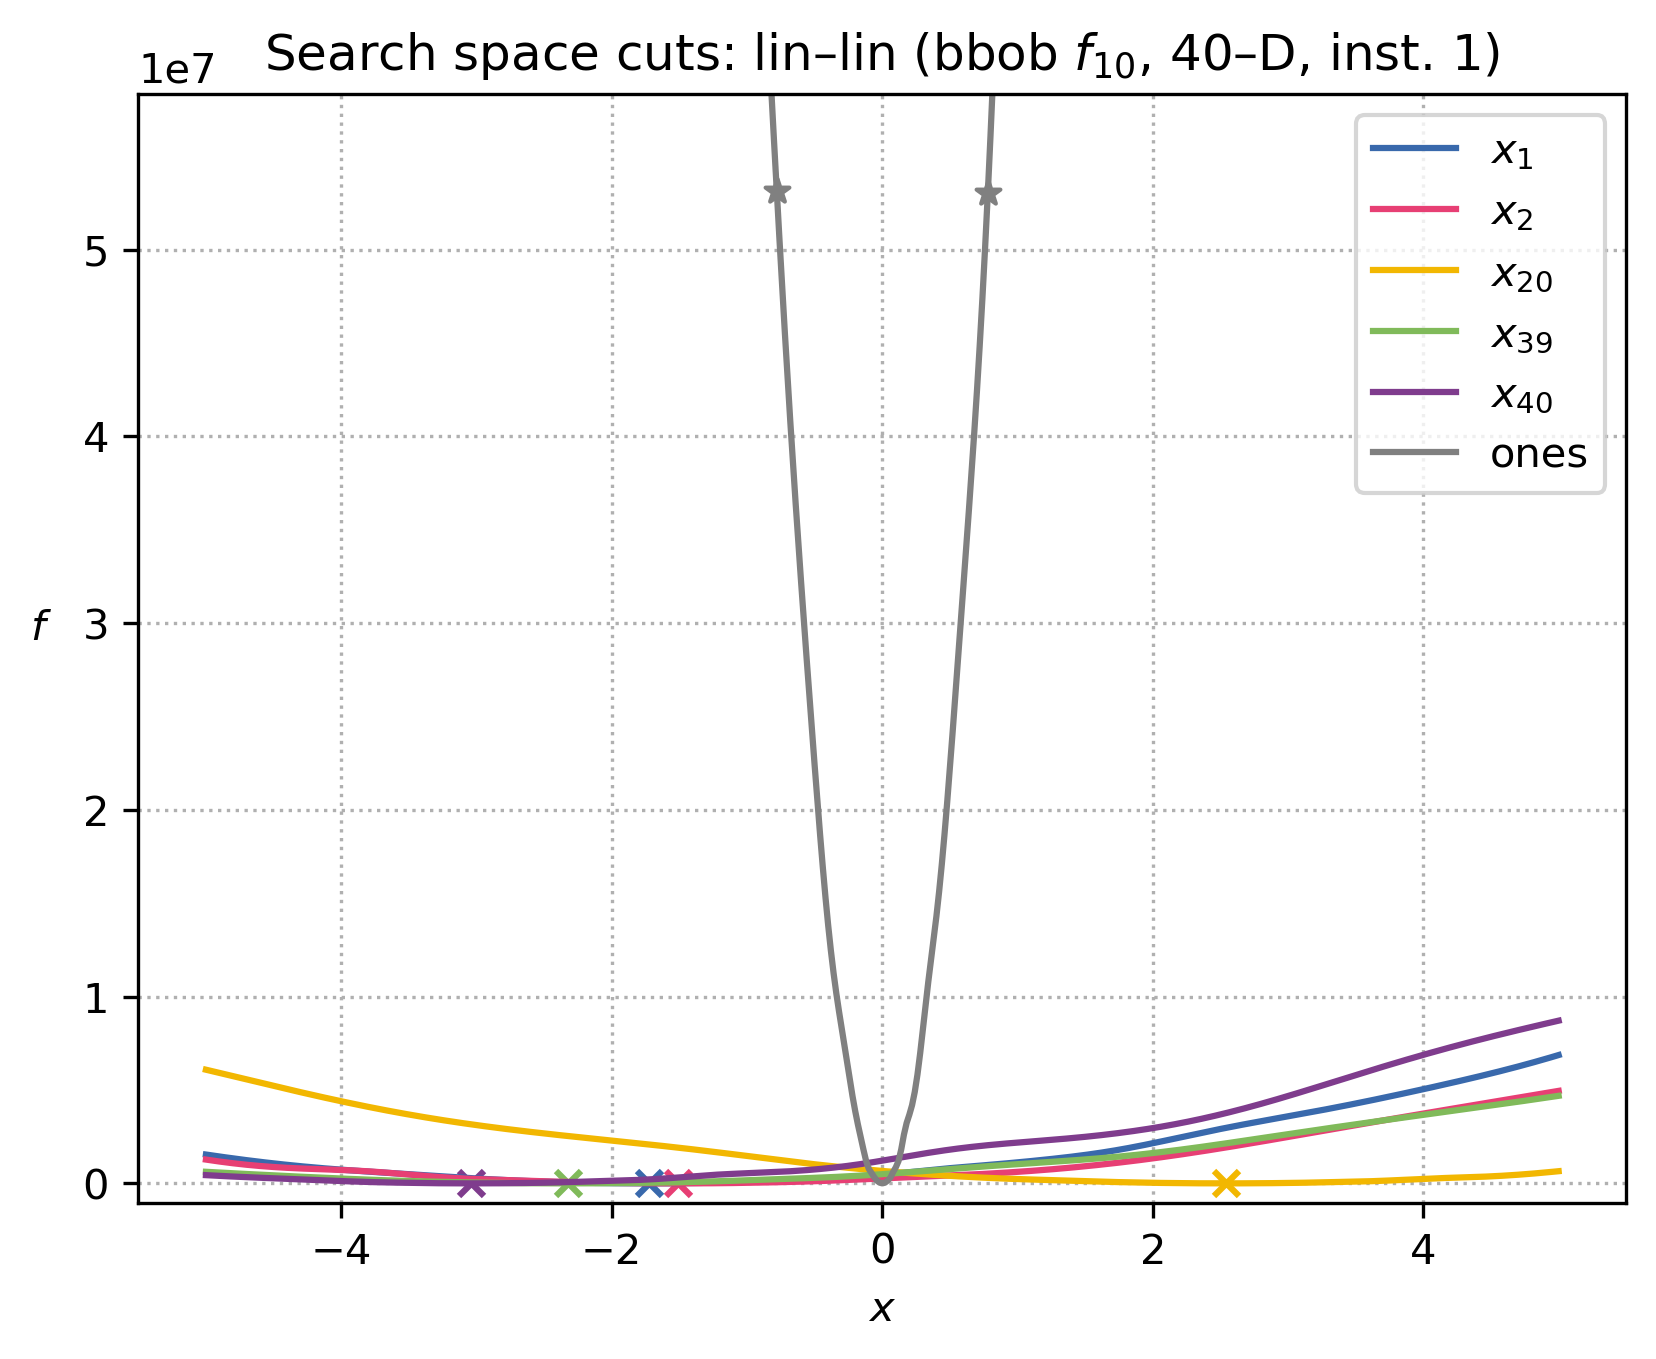 Search space cuts: lin–lin (bbob f₁₀, 40–D, inst. 1)
1e7
5
4
3
2
1
0
f
−4 −2 0 2 4
x
x₁
x₂
x₂₀
x₃₉
x₄₀
ones